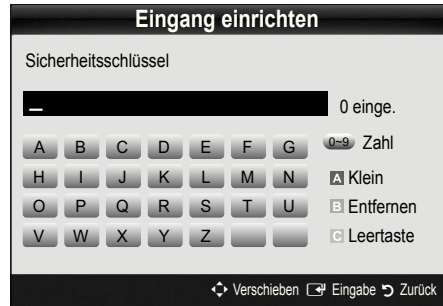 Eingang einrichten
Sicherheitsschlüssel
_ 0 einge.
A B C D E F G 0~9 Zahl
H I J K L M N A Klein
O P Q R S T U B Entfernen
V W X Y Z C Leertaste
Verschieben Eingabe Zurück